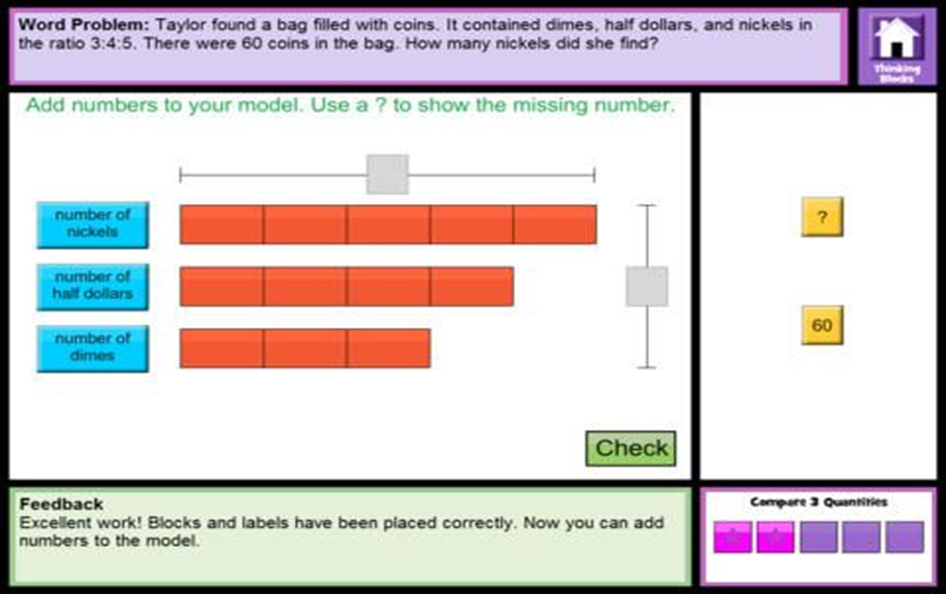 Word Problem: Taylor found a bag filled with coins. It contained dimes, half dollars, and nickels in
the ratio 3:4:5. There were 60 coins in the bag. How many nickels did she find?
Thinking
Blocks
Add numbers to your model. Use a ? to show the missing number.
number of
nickels
?
number of
half dollars
60
number of
dimes
Check
Feedback
Excellent work! Blocks and labels have been placed correctly. Now you can add
numbers to the model.
Compare 3 Quantities